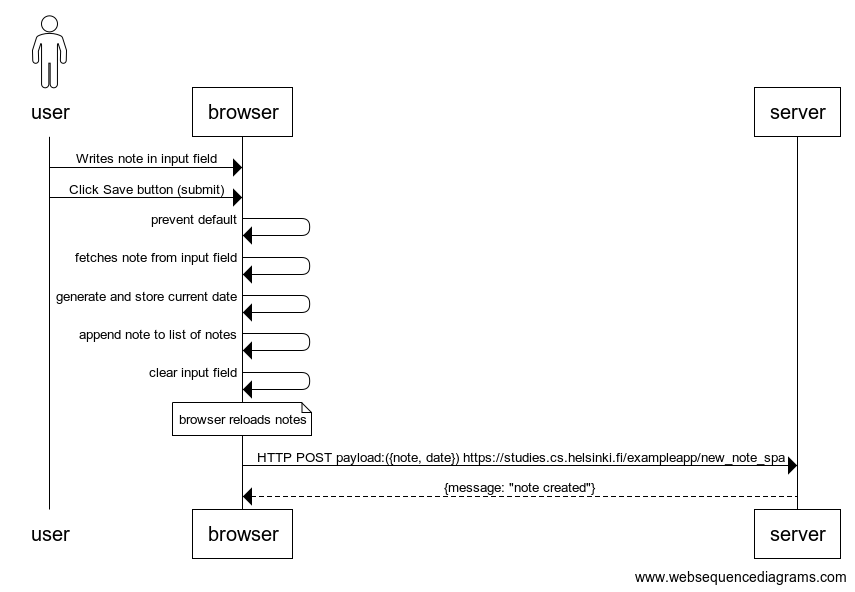 user
browser
server
Writes note in input field
Click Save button (submit)
prevent default
fetches note from input field
generate and store current date
append note to list of notes
clear input field
browser reloads notes
HTTP POST payload:({note, date}) https://studies.cs.helsinki.fi/exampleapp/new_note_spa
{message: "note created"}
user
browser
server
www.websequencediagrams.com